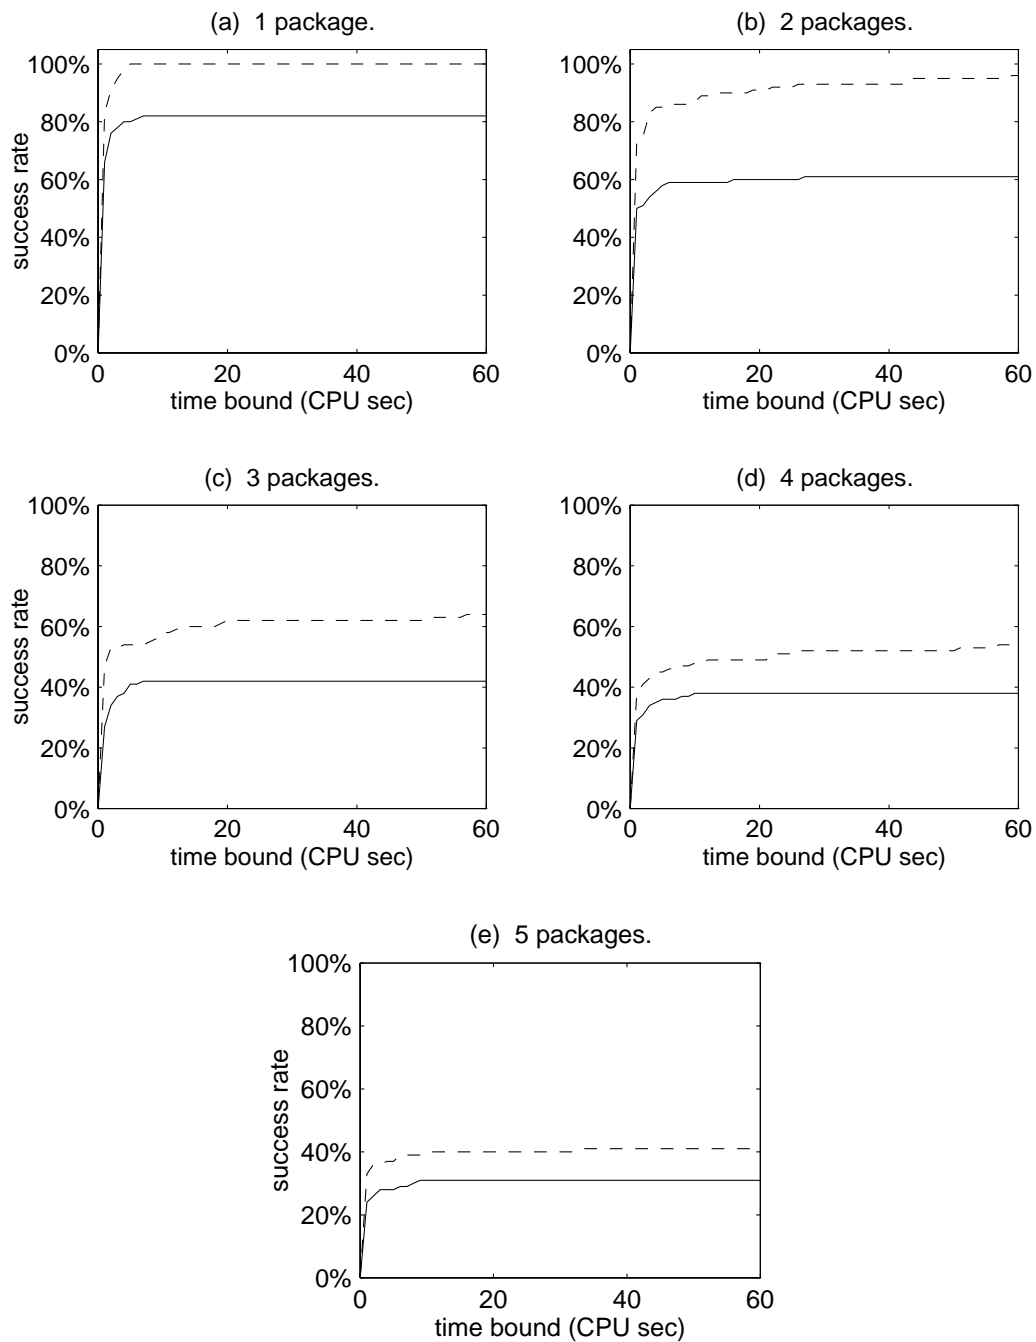 (a) 1 package.
100%
80%
60%
40%
20%
0%
success rate
0 20 40 60
time bound (CPU sec)
(b) 2 packages.
100%
80%
60%
40%
20%
0%
0 20 40 60
time bound (CPU sec)
(c) 3 packages.
100%
80%
60%
40%
20%
0%
success rate
0 20 40 60
time bound (CPU sec)
(d) 4 packages.
100%
80%
60%
40%
20%
0%
0 20 40 60
time bound (CPU sec)
(e) 5 packages.
100%
80%
60%
40%
20%
0%
success rate
0 20 40 60
time bound (CPU sec)